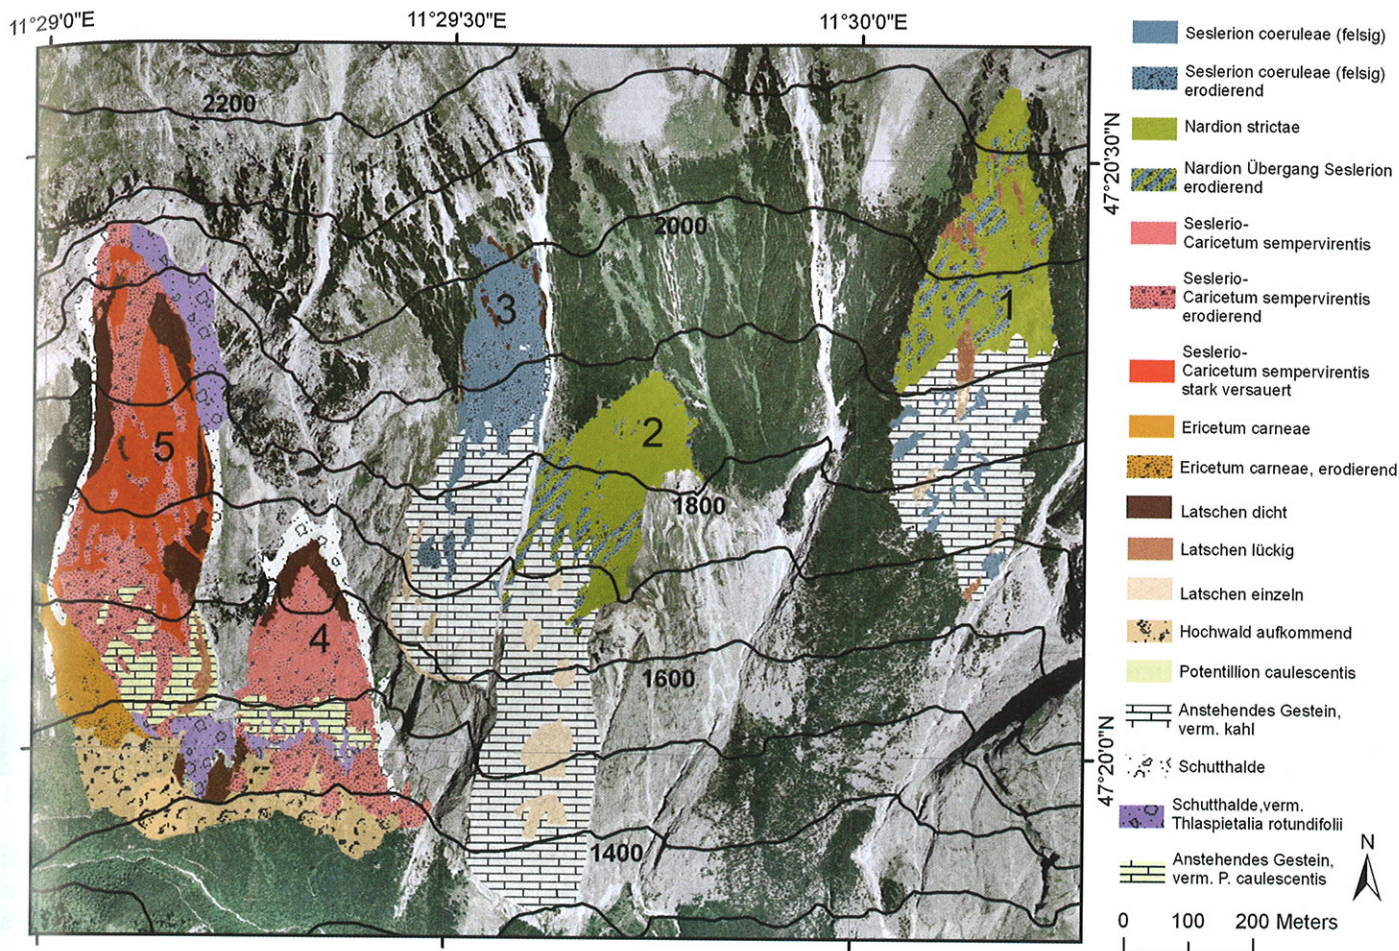 11°29'0"E
11°29'30"E
11°30'0"E
2200
2000
1800
1600
1400
1
2
3
4
5
47°20'30"N
47°20'0"N
Seslerion coeruleae (felsig)
Seslerion coeruleae (felsig)
erodierend
Nardion strictae
Nardion Übergang Seslerion
erodierend
Seslerio-
Caricetum sempervirentis
Seslerio-
Caricetum sempervirentis
erodierend
Seslerio-
Caricetum sempervirentis
stark versauert
Ericetum carneae
Ericetum carneae, erodierend
Latschen dicht
Latschen lückig
Latschen einzeln
Hochwald aufkommend
Potentillion caulescentis
Anstehendes Gestein,
verm. kahl
Schutthalde
Schutthalde,verm.
Thlaspietalia rotundifolii
Anstehendes Gestein,
verm. P. caulescentis
N
0 100 200 Meters